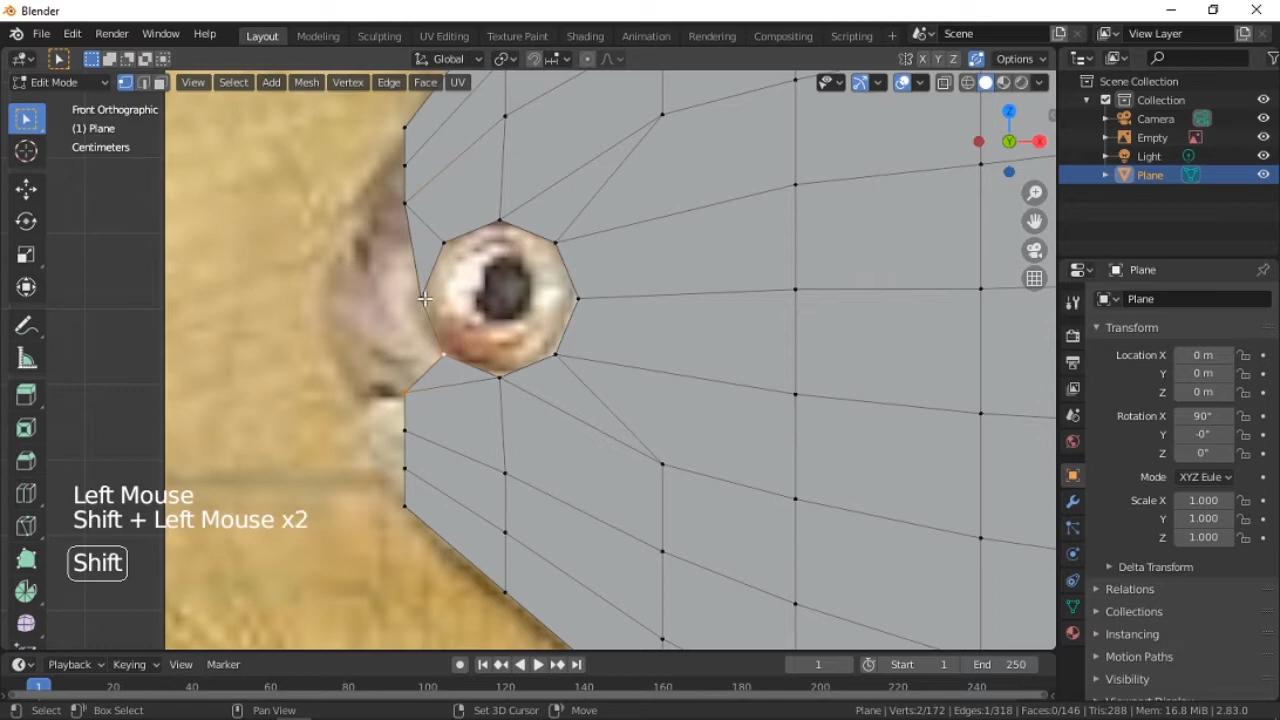 Blender
File Edit Render Window Help Layout Modeling Sculpting UV Editing Texture Paint Shading Animation Rendering Compositing Scripting + Scene View Layer
Global X Y Z Options
Edit Mode View Select Add Mesh Vertex Edge Face UV
Front Orthographic
(1) Plane
Centimeters
Z
Y X
Scene Collection
Collection
Camera
Empty
Light
Plane
Plane
Plane
Transform
Location X 0 m
Y 0 m
Z 0 m
Rotation X 90°
Y -0°
Z 0°
Mode XYZ Eule
Scale X 1.000
Y 1.000
Z 1.000
Delta Transform
Relations
Collections
Instancing
Motion Paths
Visibility
Left Mouse
Shift + Left Mouse x2
Shift
Playback Keying View Marker 1 Start 1 End 250
1 20 40 60 80 100 120 140 160 180 200 220 240
Select Box Select Pan View Set 3D Cursor Move Plane | Verts:2/172 | Edges:1/318 | Faces:0/146 | Tris:288 | Mem: 16.8 MiB | 2.83.0